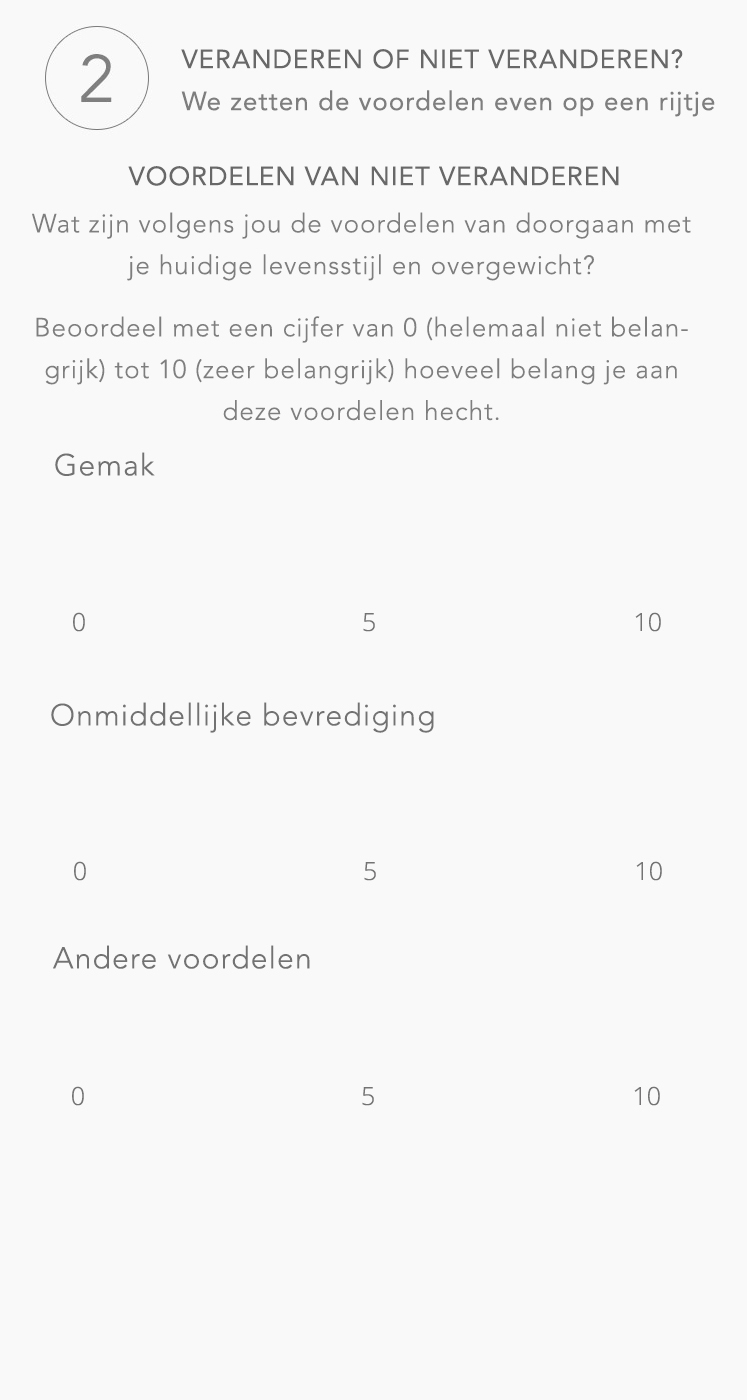 2
VERANDEREN OF NIET VERANDEREN?
We zetten de voordelen even op een rijtje
VOORDELEN VAN NIET VERANDEREN
Wat zijn volgens jou de voordelen van doorgaan met
je huidige levensstijl en overgewicht?
Beoordeel met een cijfer van 0 (helemaal niet belan-
grijk) tot 10 (zeer belangrijk) hoeveel belang je aan
deze voordelen hecht.
Gemak
0 5 10
Onmiddellijke bevrediging
0 5 10
Andere voordelen
0 5 10